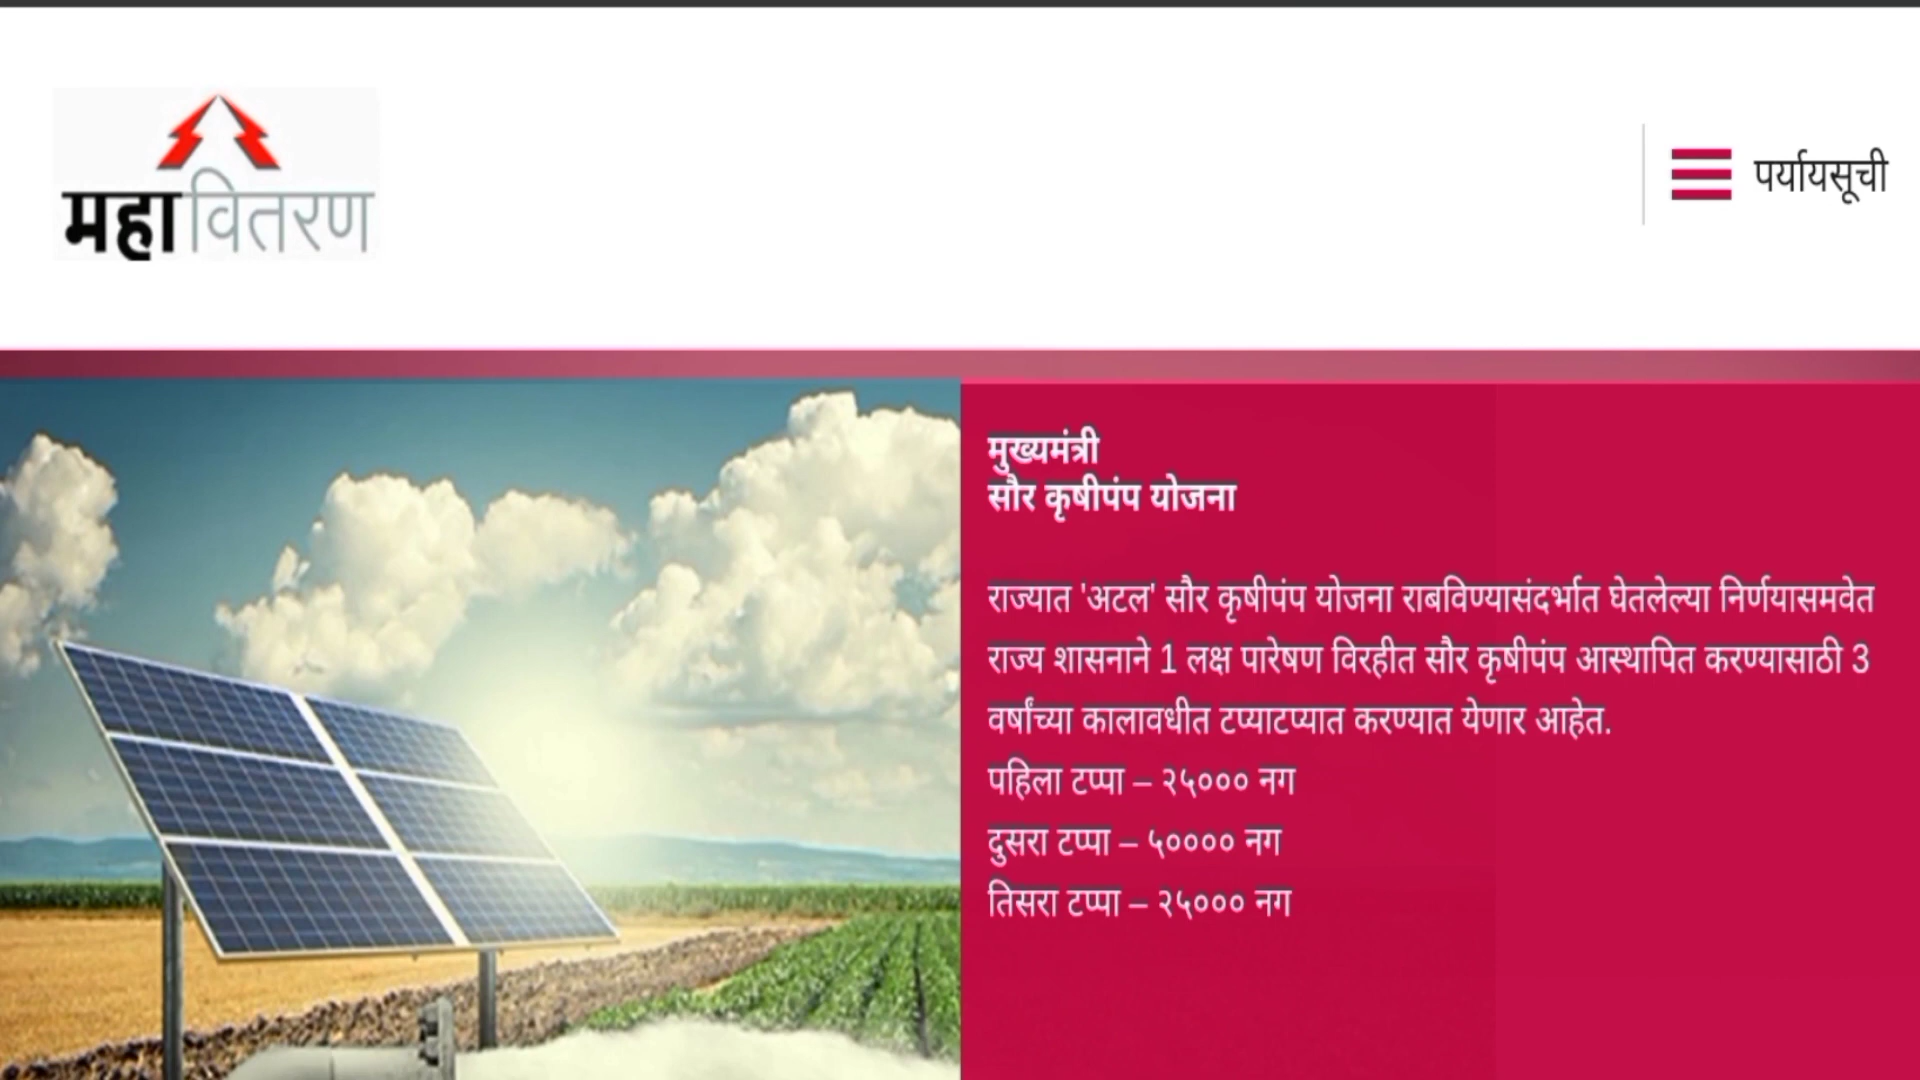 महावितरण
पर्यायसूची
मुख्यमंत्री
सौर कृषीपंप योजना
राज्यात 'अटल' सौर कृषीपंप योजना राबविण्यासंदर्भात घेतलेल्या निर्णयासमवेत
राज्य शासनाने 1 लक्ष पारेषण विरहीत सौर कृषीपंप आस्थापित करण्यासाठी 3
वर्षांच्या कालावधीत टप्याटप्यात करण्यात येणार आहेत.
पहिला टप्पा – २५००० नग
दुसरा टप्पा – ५०००० नग
तिसरा टप्पा – २५००० नग